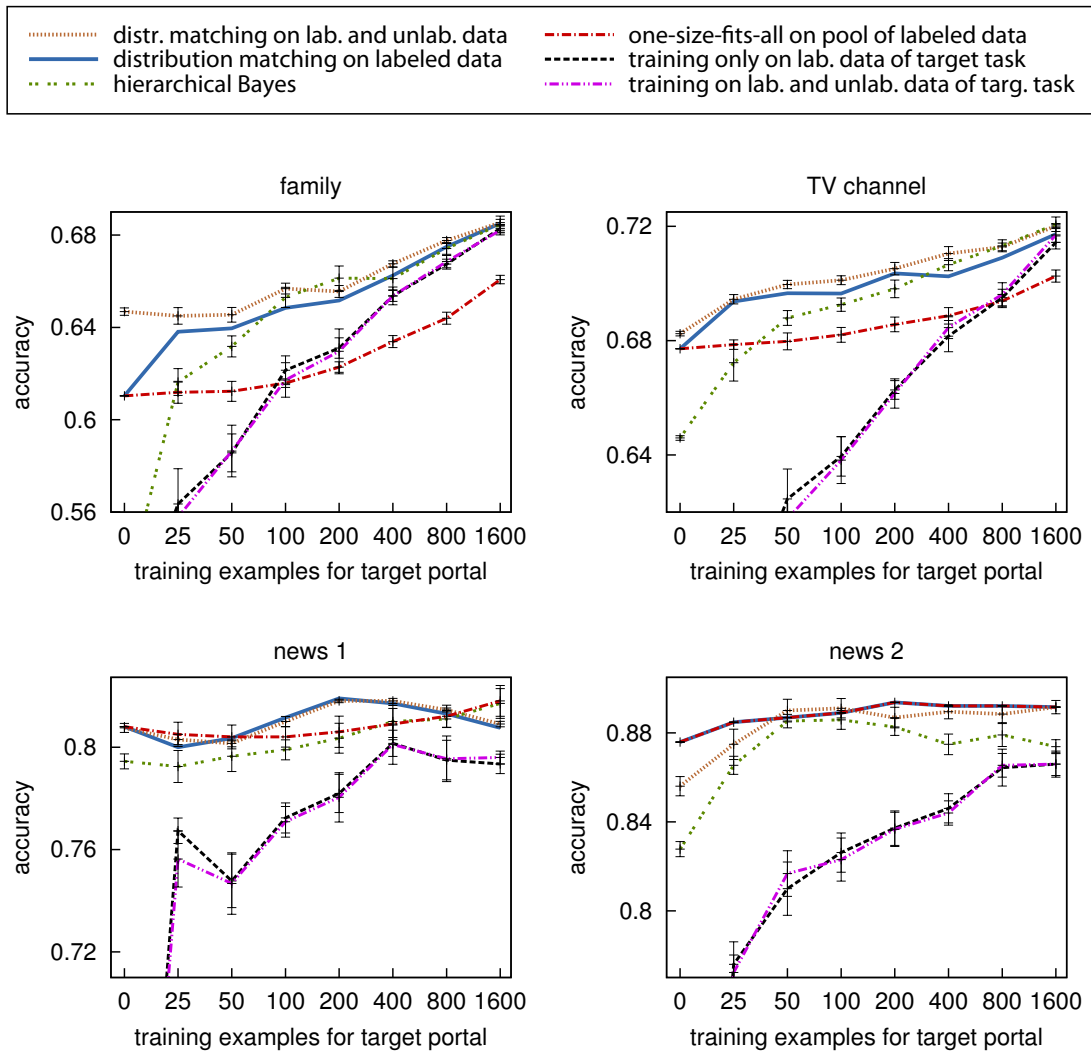 distr. matching on lab. and unlab. data
distribution matching on labeled data
hierarchical Bayes
one-size-fits-all on pool of labeled data
training only on lab. data of target task
training on lab. and unlab. data of targ. task
family
accuracy
0.68
0.64
0.6
0.56
0 25 50 100 200 400 800 1600
training examples for target portal
TV channel
accuracy
0.72
0.68
0.64
0 25 50 100 200 400 800 1600
training examples for target portal
news 1
accuracy
0.8
0.76
0.72
0 25 50 100 200 400 800 1600
training examples for target portal
news 2
accuracy
0.88
0.84
0.8
0 25 50 100 200 400 800 1600
training examples for target portal